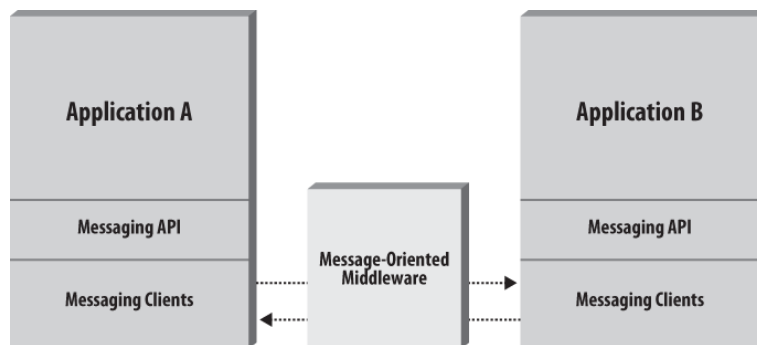 Application A
Application B
Messaging API
Messaging API
Message-Oriented
Middleware
Messaging Clients
Messaging Clients